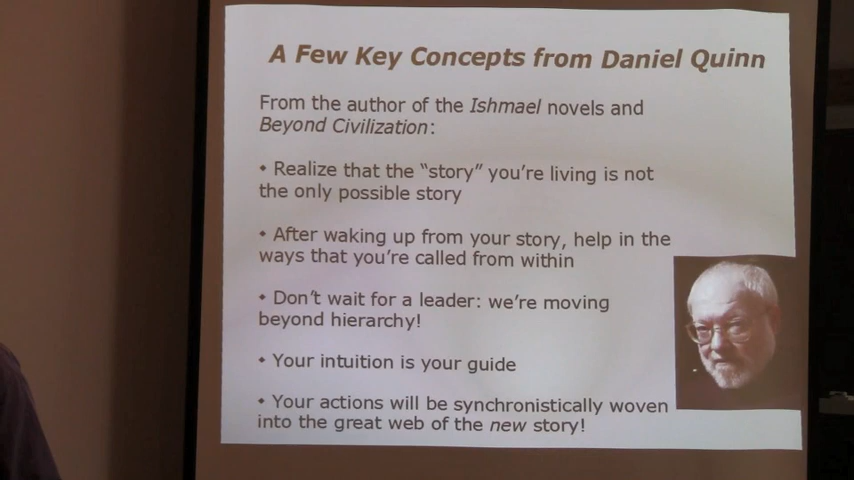 A Few Key Concepts from Daniel Quinn
From the author of the Ishmael novels and
Beyond Civilization:
• Realize that the “story” you’re living is not
the only possible story
• After waking up from your story, help in the
ways that you’re called from within
• Don’t wait for a leader: we’re moving
beyond hierarchy!
• Your intuition is your guide
• Your actions will be synchronistically woven
into the great web of the new story!